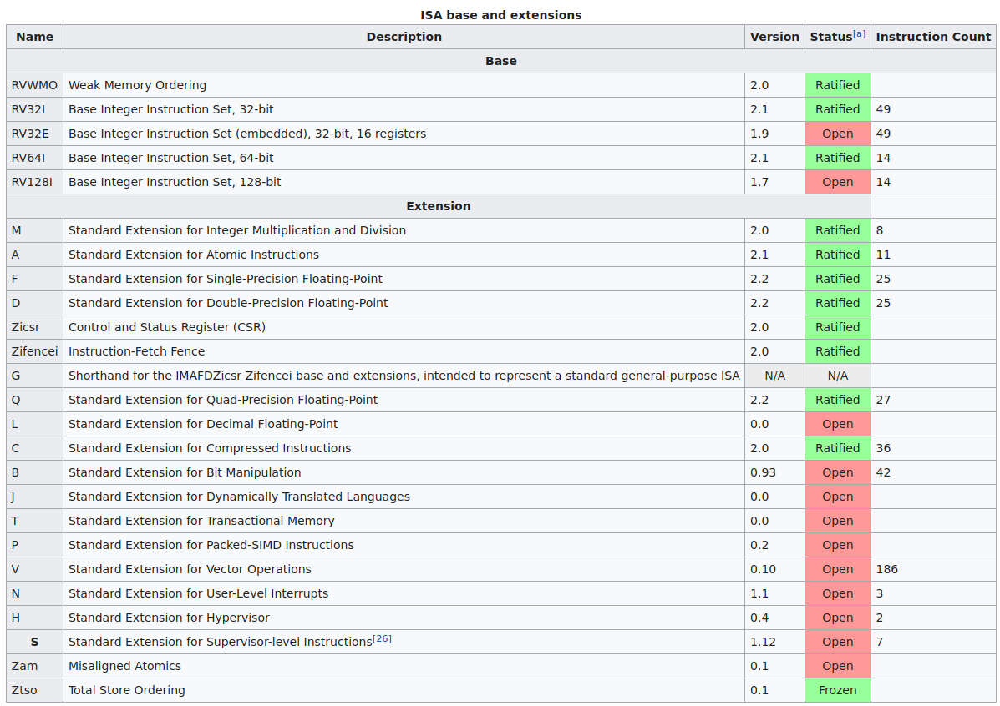 ISA base and extensions
Name Description Version Status[a] Instruction Count
Base
RVWMO Weak Memory Ordering 2.0 Ratified
RV32I Base Integer Instruction Set, 32-bit 2.1 Ratified 49
RV32E Base Integer Instruction Set (embedded), 32-bit, 16 registers 1.9 Open 49
RV64I Base Integer Instruction Set, 64-bit 2.1 Ratified 14
RV128I Base Integer Instruction Set, 128-bit 1.7 Open 14
Extension
M Standard Extension for Integer Multiplication and Division 2.0 Ratified 8
A Standard Extension for Atomic Instructions 2.1 Ratified 11
F Standard Extension for Single-Precision Floating-Point 2.2 Ratified 25
D Standard Extension for Double-Precision Floating-Point 2.2 Ratified 25
Zicsr Control and Status Register (CSR) 2.0 Ratified
Zifencei Instruction-Fetch Fence 2.0 Ratified
G Shorthand for the IMAFDZicsr Zifencei base and extensions, intended to represent a standard general-purpose ISA N/A N/A
Q Standard Extension for Quad-Precision Floating-Point 2.2 Ratified 27
L Standard Extension for Decimal Floating-Point 0.0 Open
C Standard Extension for Compressed Instructions 2.0 Ratified 36
B Standard Extension for Bit Manipulation 0.93 Open 42
J Standard Extension for Dynamically Translated Languages 0.0 Open
T Standard Extension for Transactional Memory 0.0 Open
P Standard Extension for Packed-SIMD Instructions 0.2 Open
V Standard Extension for Vector Operations 0.10 Open 186
N Standard Extension for User-Level Interrupts 1.1 Open 3
H Standard Extension for Hypervisor 0.4 Open 2
S Standard Extension for Supervisor-level Instructions[26] 1.12 Open 7
Zam Misaligned Atomics 0.1 Open
Ztso Total Store Ordering 0.1 Frozen